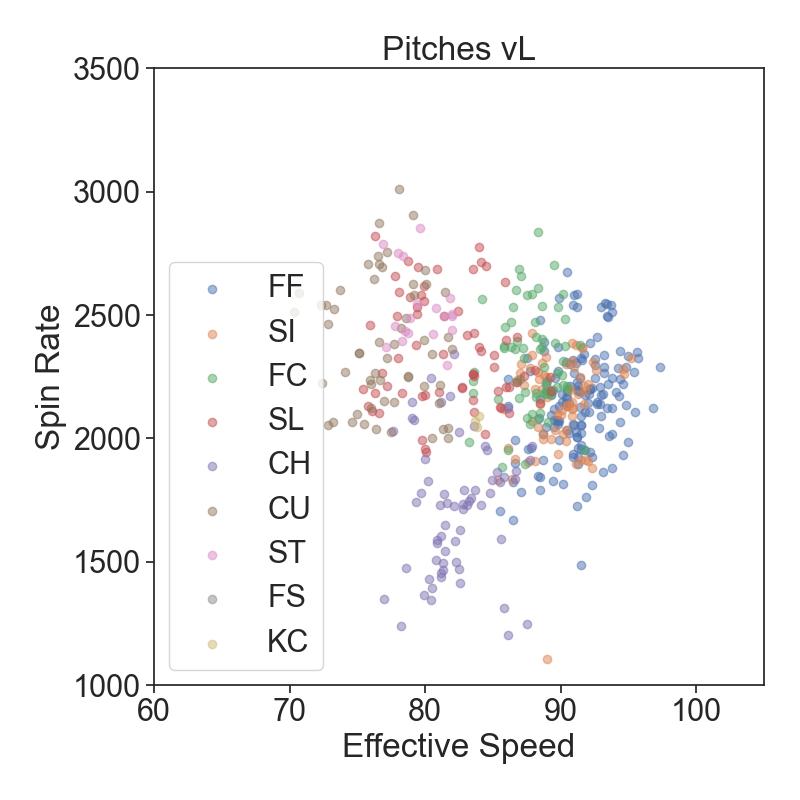 Pitches vL
3500
3000
2500
2000
1500
1000
Spin Rate
FF
SI
FC
SL
CH
CU
ST
FS
KC
60
70
80
90
100
Effective Speed